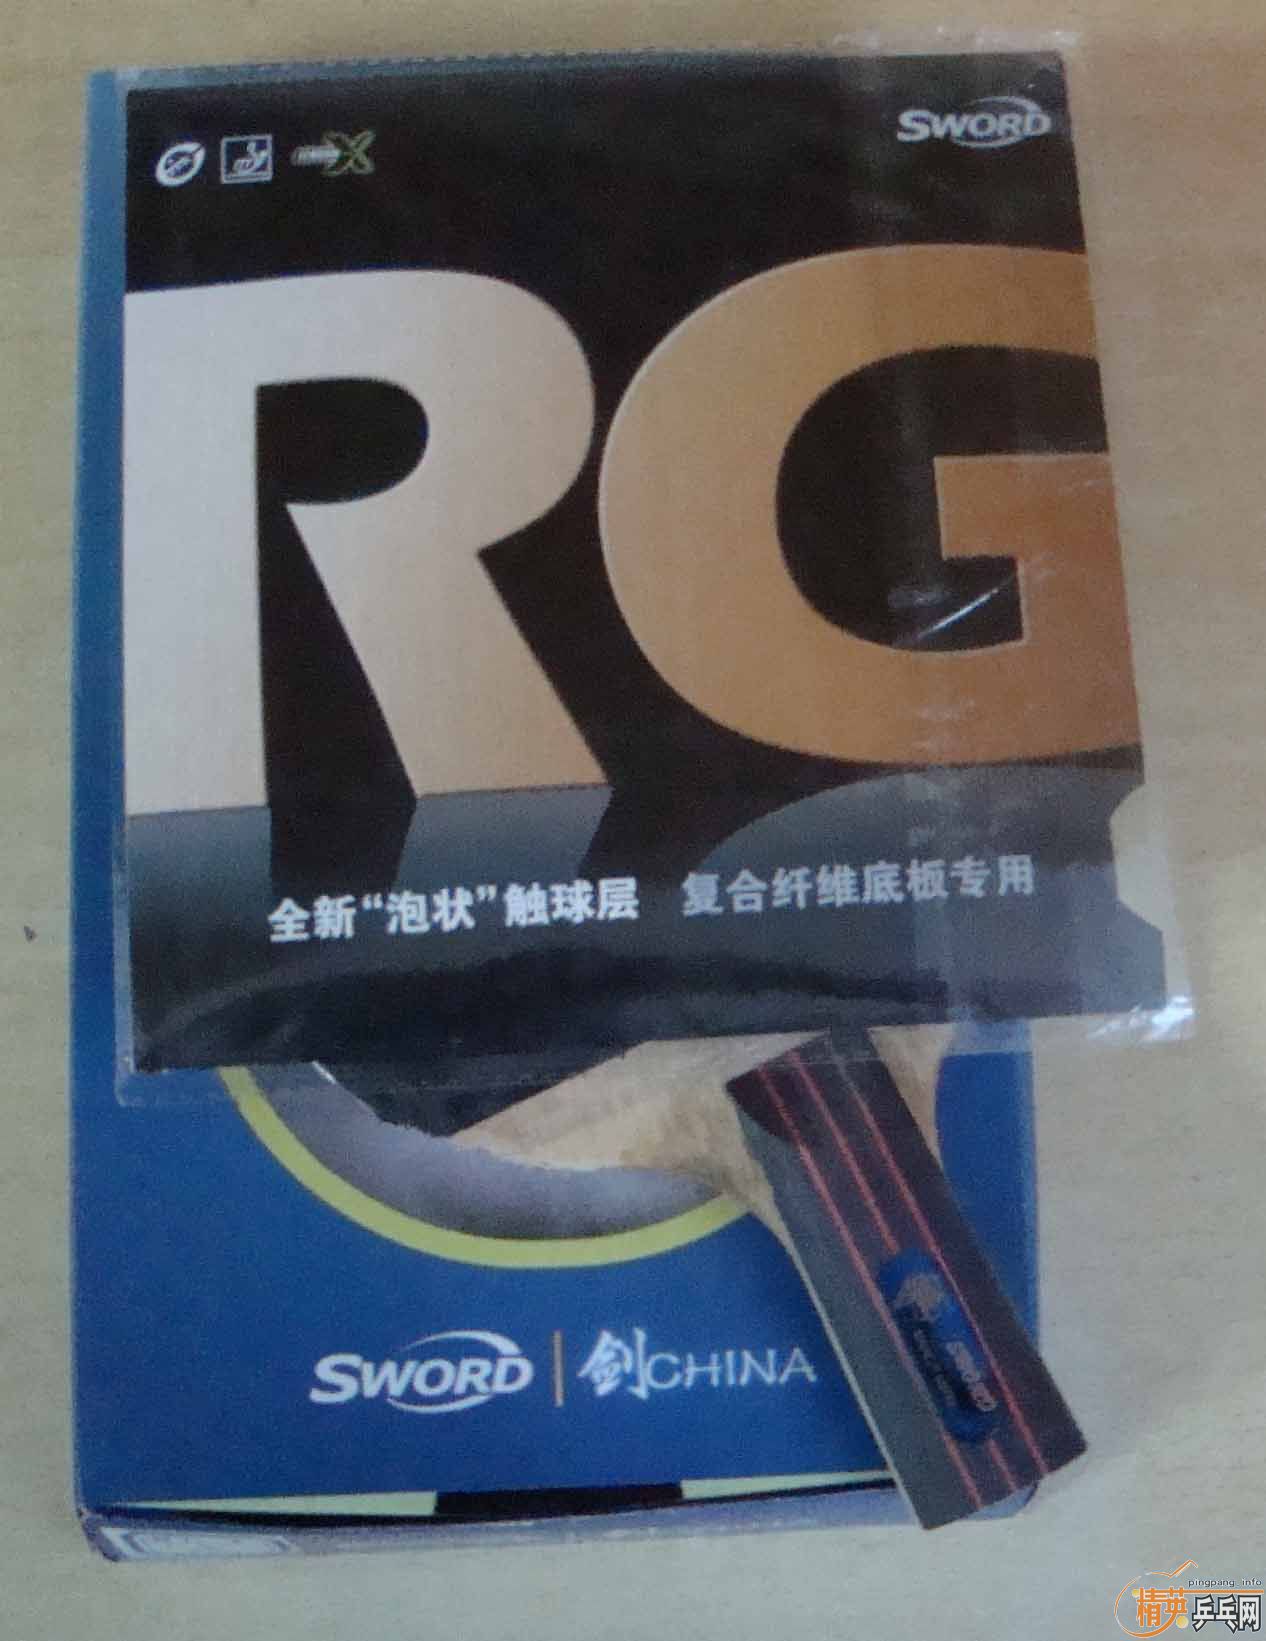 SWORD
RG
全新“泡状”触球层 复合纤维底板专用
SWORD | 剑CHINA
pingpang.info
精英乒乓网